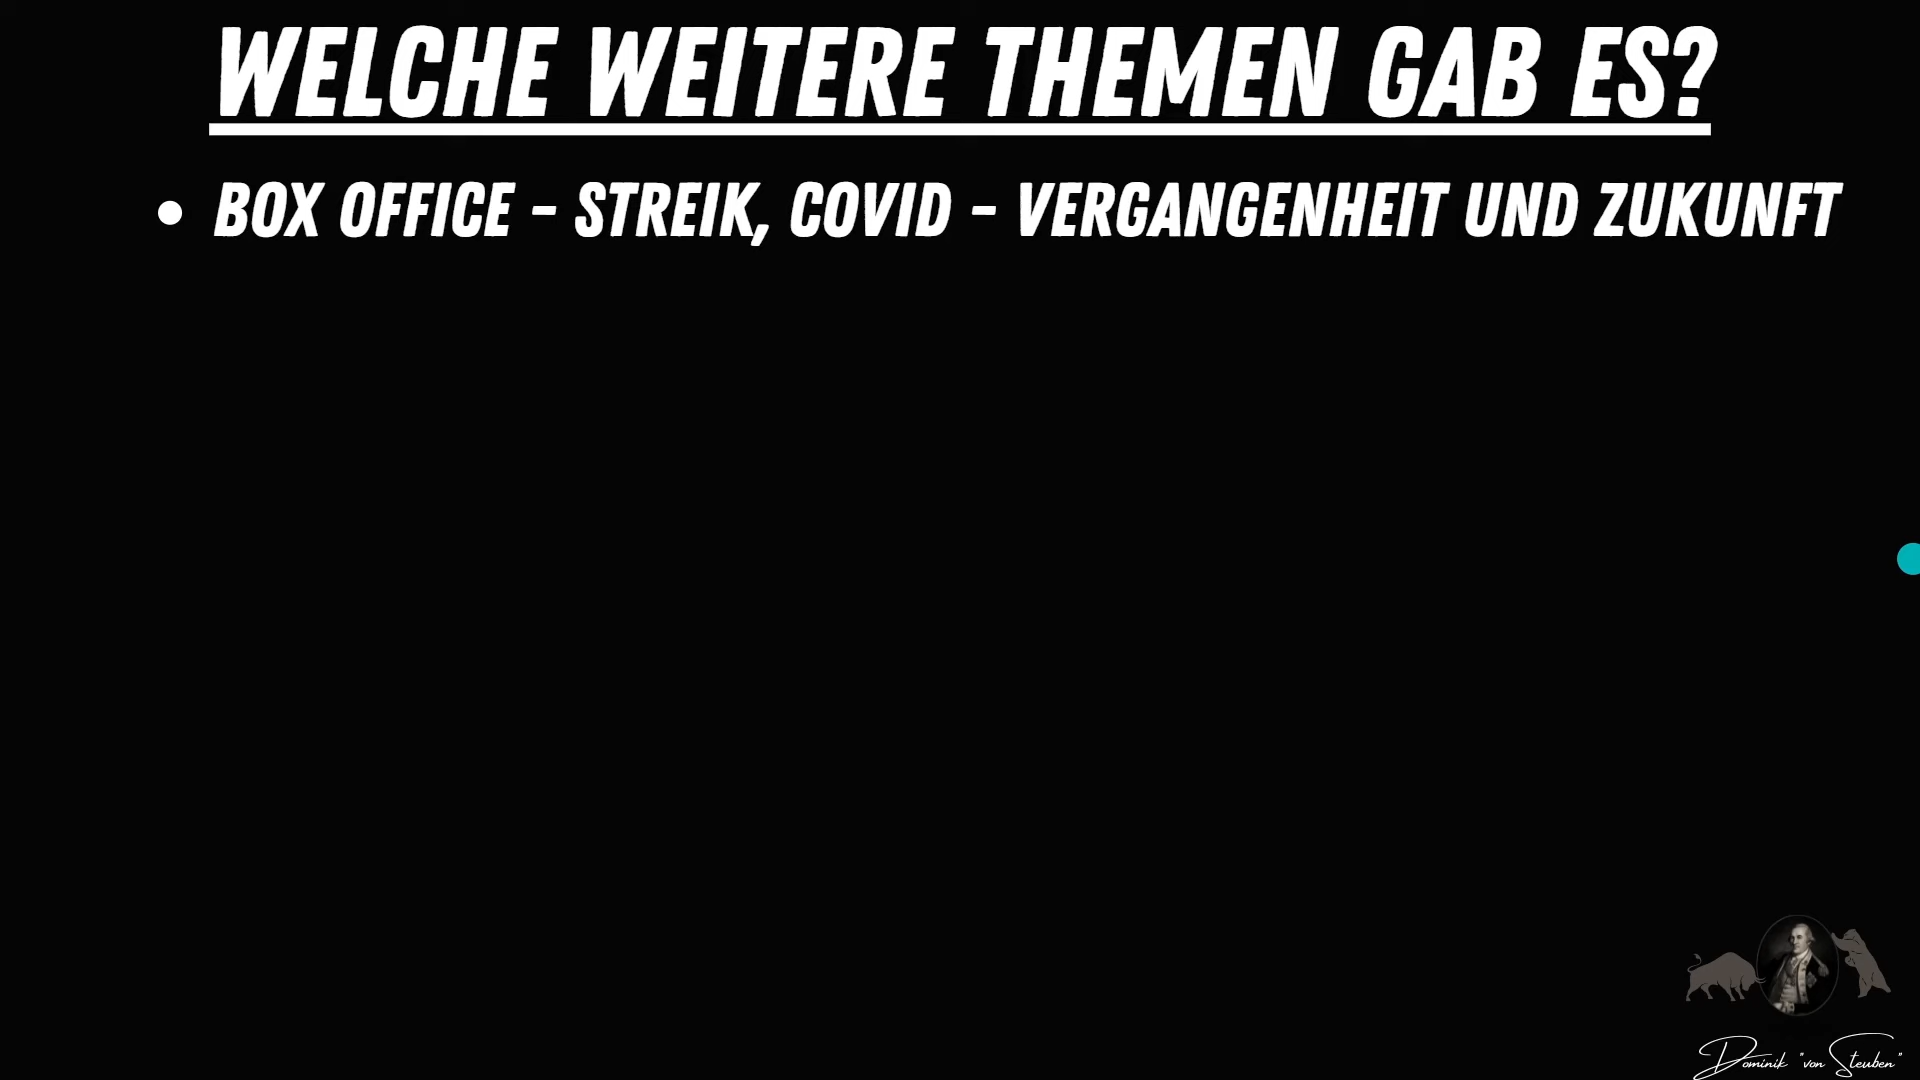 WELCHE WEITERE THEMEN GAB ES?
• BOX OFFICE - STREIK, COVID - VERGANGENHEIT UND ZUKUNFT
Dominik "von Steuben"